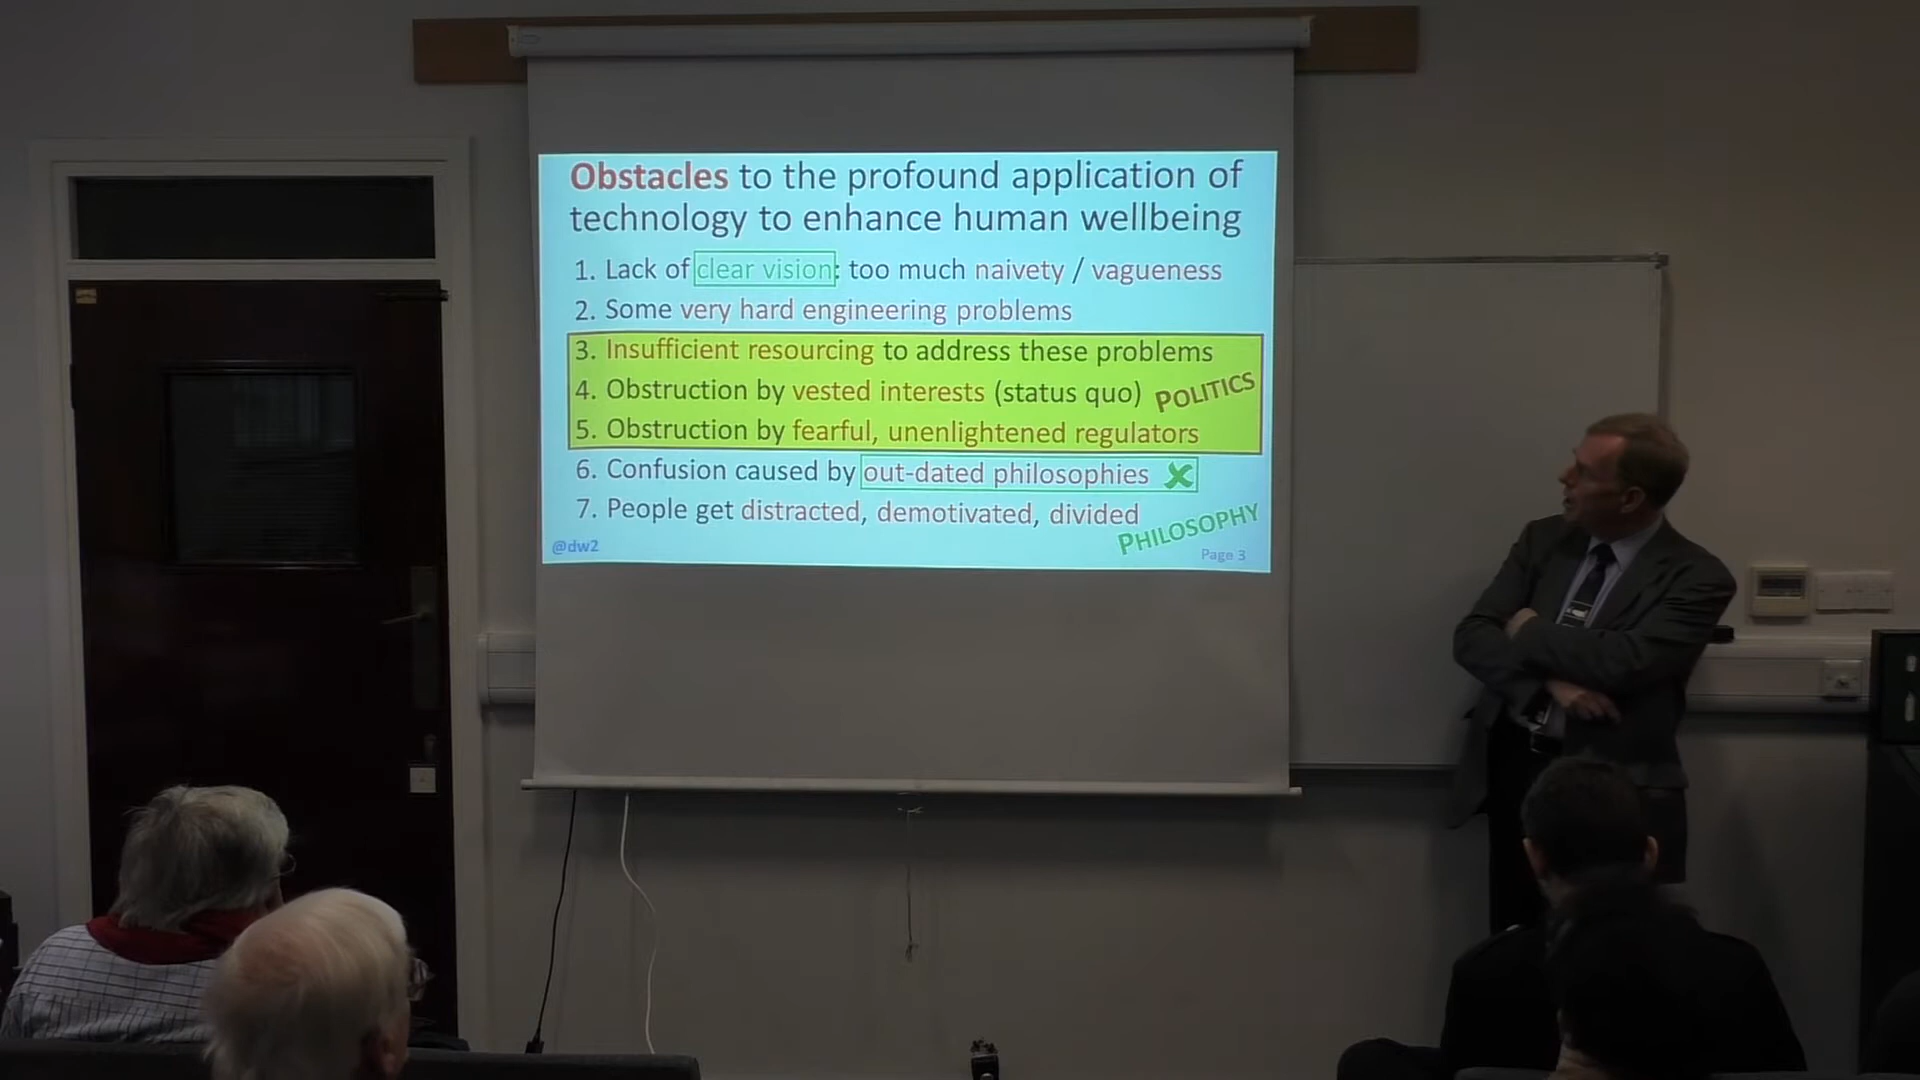 Obstacles to the profound application of
technology to enhance human wellbeing
1. Lack of clear vision: too much naivety / vagueness
2. Some very hard engineering problems
3. Insufficient resourcing to address these problems
4. Obstruction by vested interests (status quo) POLITICS
5. Obstruction by fearful, unenlightened regulators
6. Confusion caused by out-dated philosophies ✗
7. People get distracted, demotivated, divided
PHILOSOPHY
@dw2
Page 3